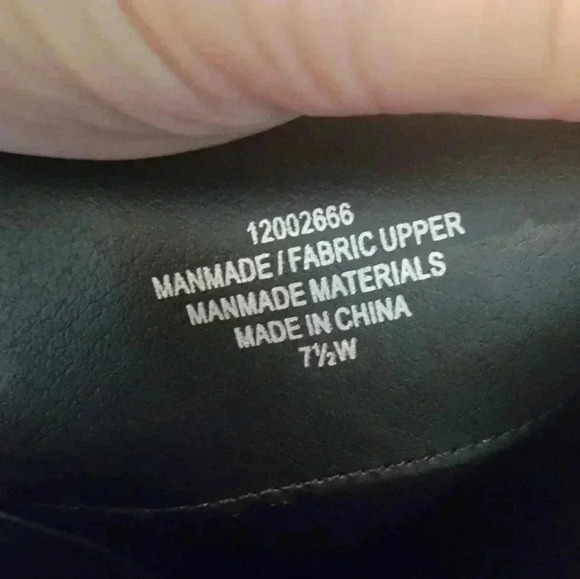 12002666
MANMADE / FABRIC UPPER
MANMADE MATERIALS
MADE IN CHINA
7½W